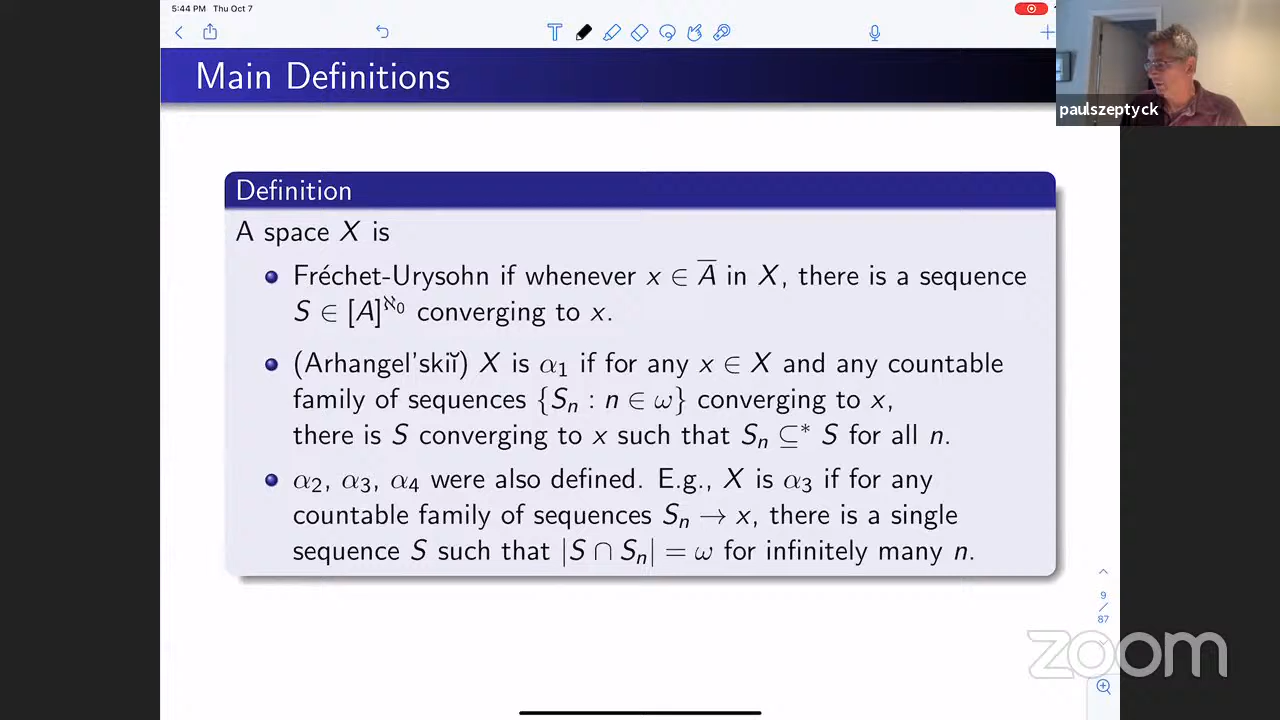 5:44 PM Thu Oct 7
Main Definitions
paulszeptyck
Definition
A space X is
Fréchet-Urysohn if whenever x ∈ A̅ in X, there is a sequence
S ∈ [A]^ℵ₀ converging to x.
(Arhangel'skiĭ) X is α₁ if for any x ∈ X and any countable
family of sequences {Sₙ : n ∈ ω} converging to x,
there is S converging to x such that Sₙ ⊆* S for all n.
α₂, α₃, α₄ were also defined. E.g., X is α₃ if for any
countable family of sequences Sₙ → x, there is a single
sequence S such that |S ∩ Sₙ| = ω for infinitely many n.
9
/
87
zoom